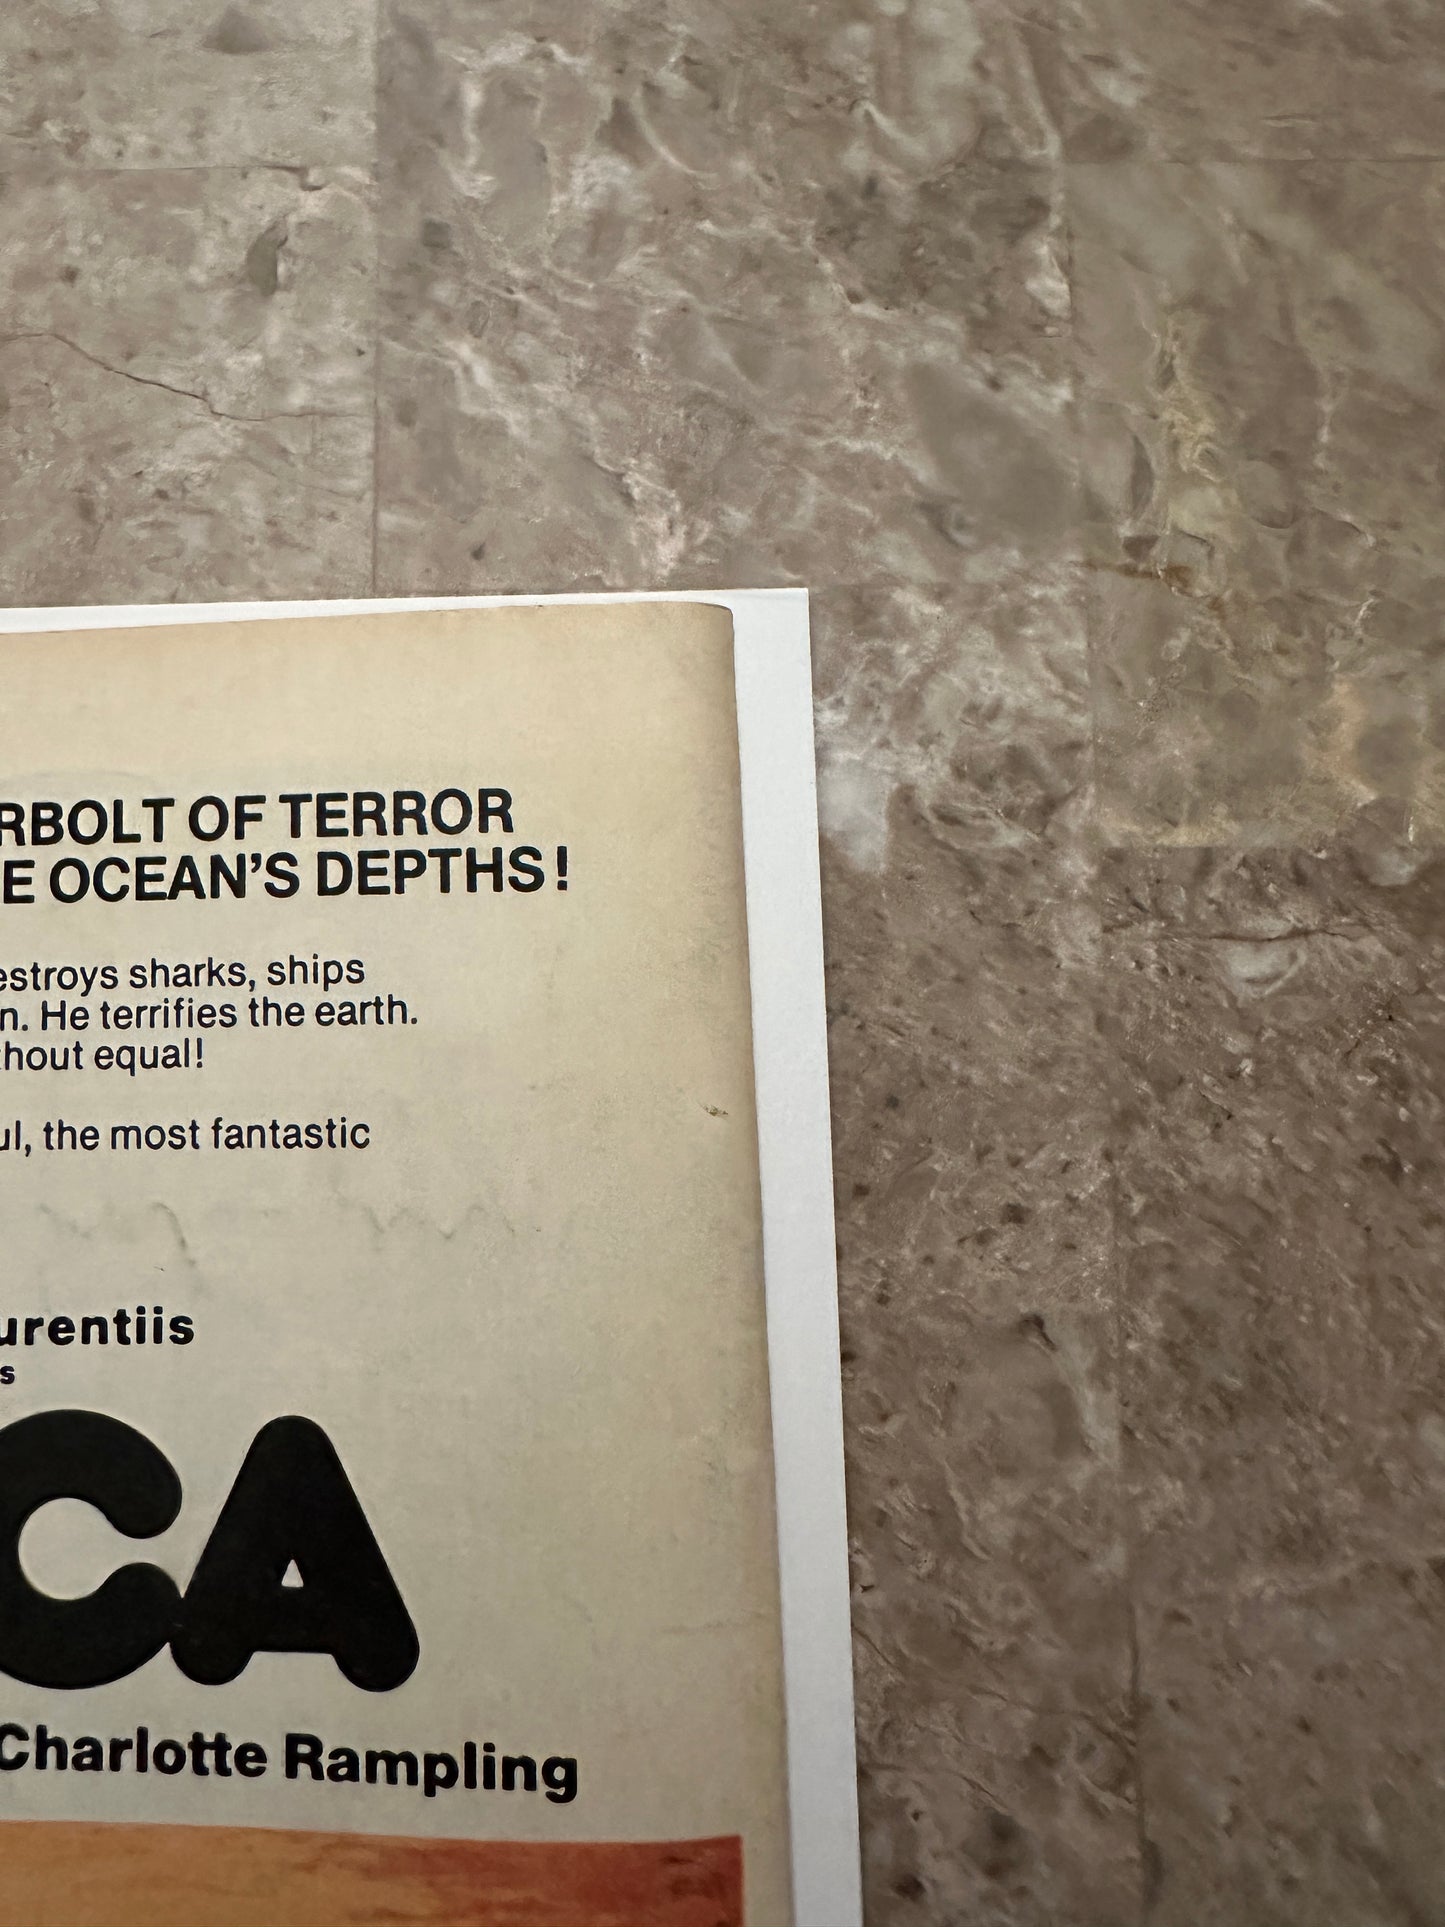 RBOLT OF TERROR
E OCEAN'S DEPTHS!
estroys sharks, ships
n. He terrifies the earth.
thout equal!
ul, the most fantastic
urentiis
s
CA
Charlotte Rampling